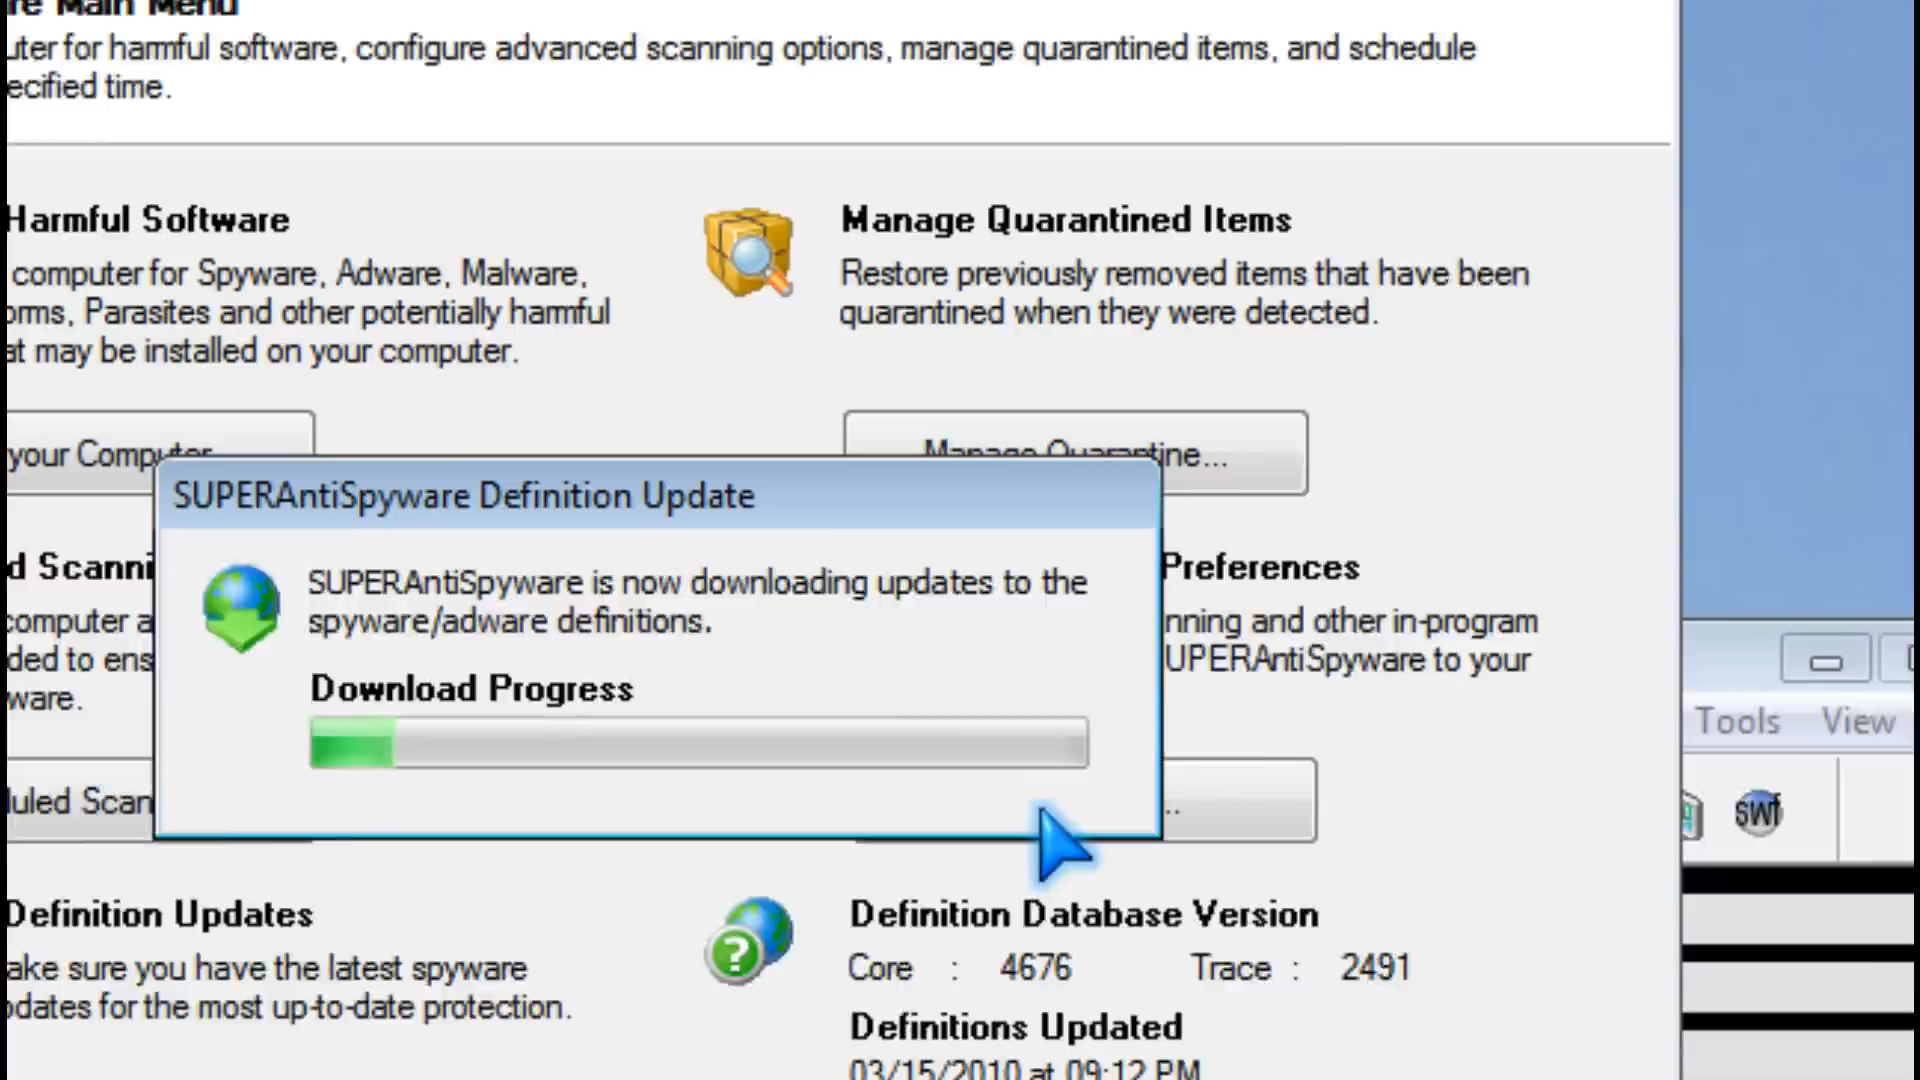 re Main Menu
uter for harmful software, configure advanced scanning options, manage quarantined items, and schedule
ecified time.
Harmful Software
computer for Spyware, Adware, Malware,
orms, Parasites and other potentially harmful
at may be installed on your computer.
your Computer
Manage Quarantined Items
Restore previously removed items that have been
quarantined when they were detected.
Manage Quarantine...
SUPERAntiSpyware Definition Update
SUPERAntiSpyware is now downloading updates to the
spyware/adware definitions.
Download Progress
d Scanni
computer a
ded to ens
ware.
luled Scan
Preferences
nning and other in-program
UPERAntiSpyware to your
..
Tools View
swf
Definition Updates
ake sure you have the latest spyware
pdates for the most up-to-date protection.
Definition Database Version
Core : 4676 Trace : 2491
Definitions Updated
03/15/2010 at 09:12 PM